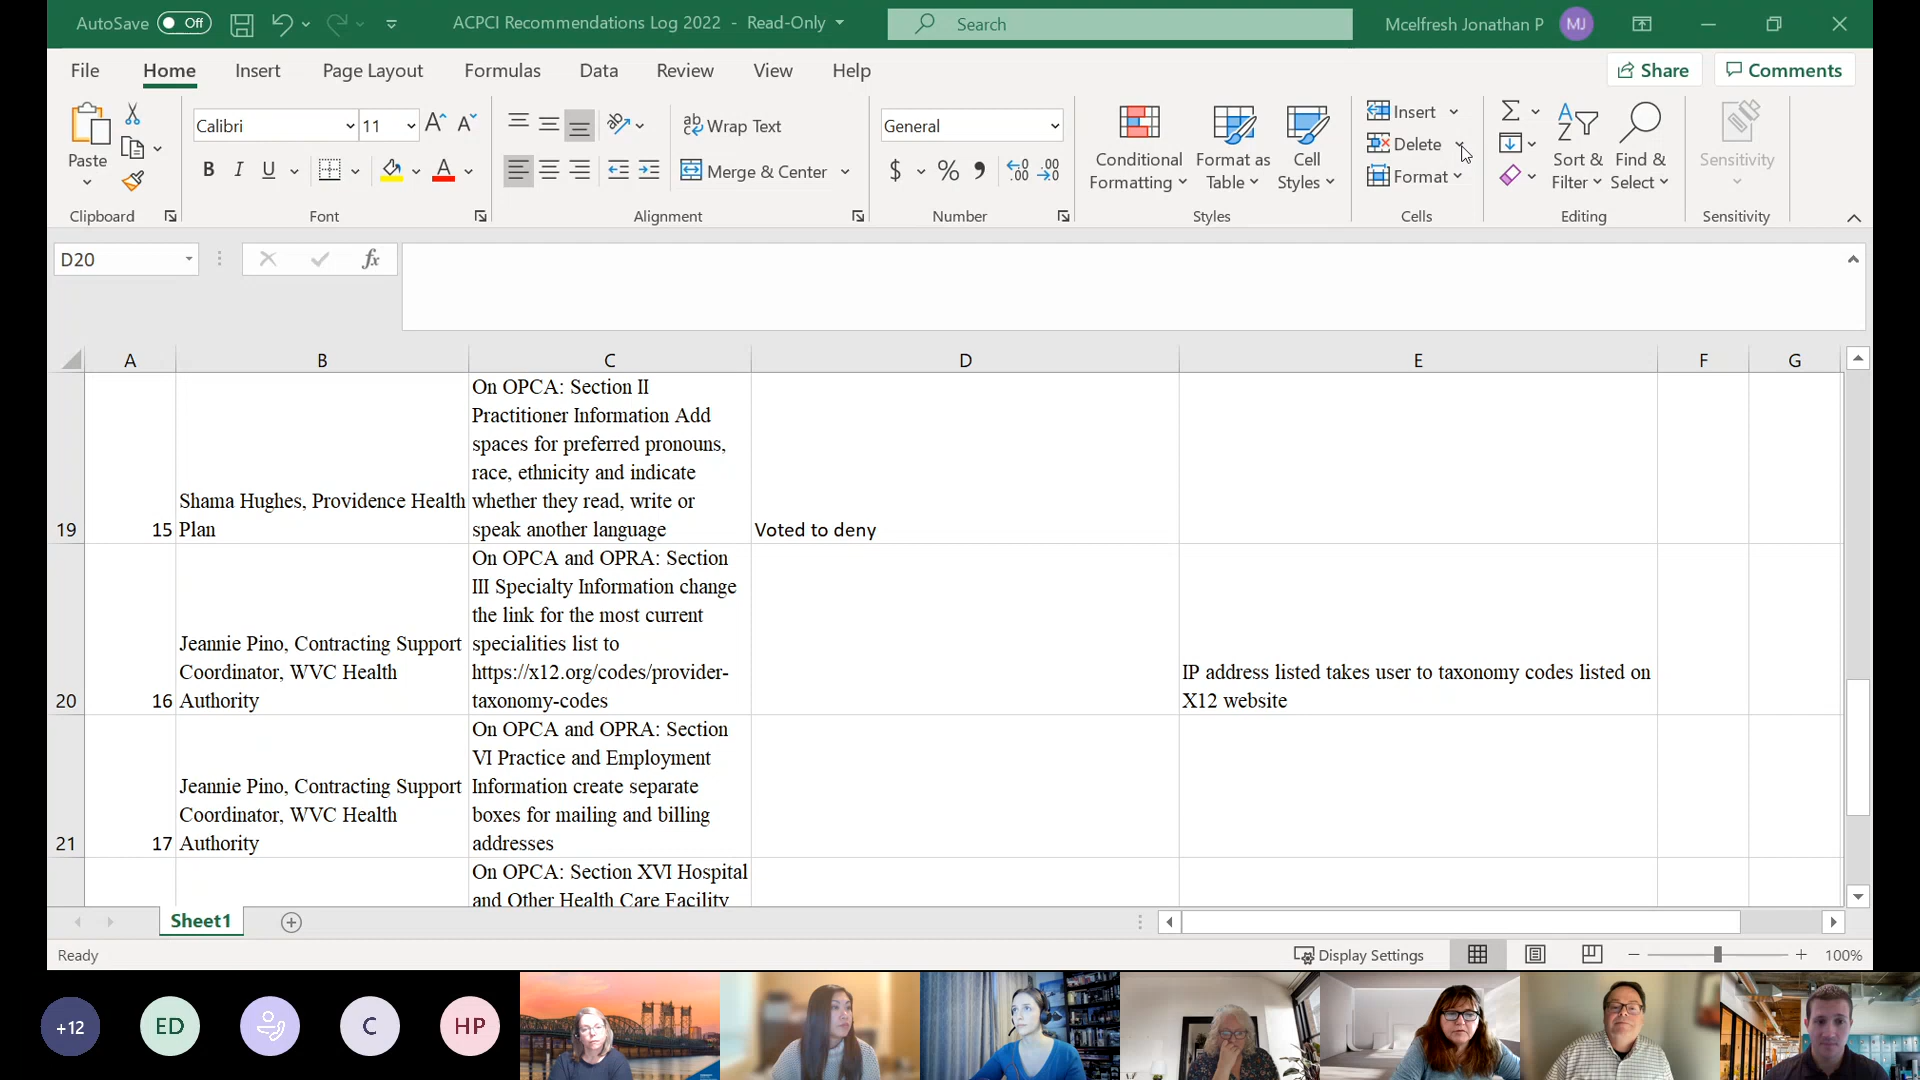 AutoSave Off ACPCI Recommendations Log 2022 - Read-Only Search Mcelfresh Jonathan P MJ
File Home Insert Page Layout Formulas Data Review View Help Share Comments
Paste
Clipboard
Calibri 11
B I U A
Font
Wrap Text
Merge & Center
Alignment
General
$ % 9 .00
Number
Conditional Formatting
Format as Table
Cell Styles
Styles
Insert
Delete
Format
Cells
Sort & Filter
Find & Select
Editing
Sensitivity
Sensitivity
D20 fx
A B C D E F G
19
15
Shama Hughes, Providence Health
Plan
On OPCA: Section II
Practitioner Information Add
spaces for preferred pronouns,
race, ethnicity and indicate
whether they read, write or
speak another language
Voted to deny
20
16
Jeannie Pino, Contracting Support
Coordinator, WVC Health
Authority
On OPCA and OPRA: Section
III Specialty Information change
the link for the most current
specialities list to
https://x12.org/codes/provider-
taxonomy-codes
IP address listed takes user to taxonomy codes listed on
X12 website
21
17
Jeannie Pino, Contracting Support
Coordinator, WVC Health
Authority
On OPCA and OPRA: Section
VI Practice and Employment
Information create separate
boxes for mailing and billing
addresses
On OPCA: Section XVI Hospital
and Other Health Care Facility
Sheet1
Ready Display Settings 100%
+12 ED C HP